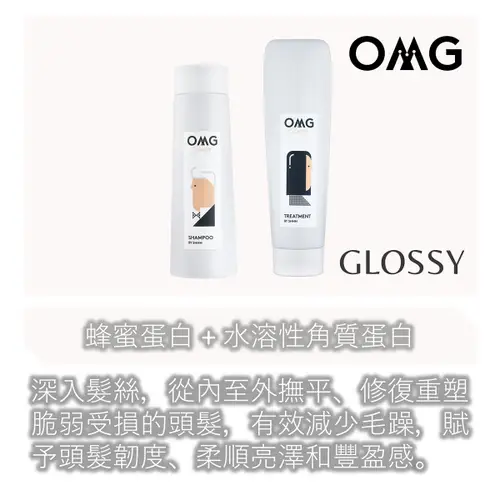 OMG
OMG
OMG
SHAMPOO
TREATMENT
GLOSSY
蜂蜜蛋白 + 水溶性角質蛋白
深入髮絲，從內至外撫平、修復重塑
脆弱受損的頭髮，有效減少毛躁，賦
予頭髮韌度、柔順亮澤和豐盈感。